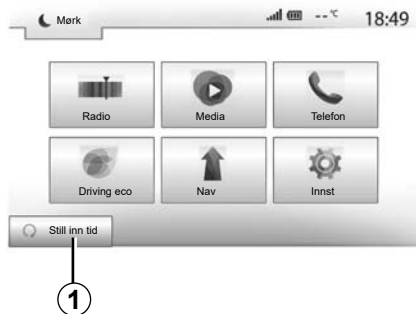 Mørk
--°C
18:49
Radio
Media
Telefon
Driving eco
Nav
Innst
Still inn tid
1